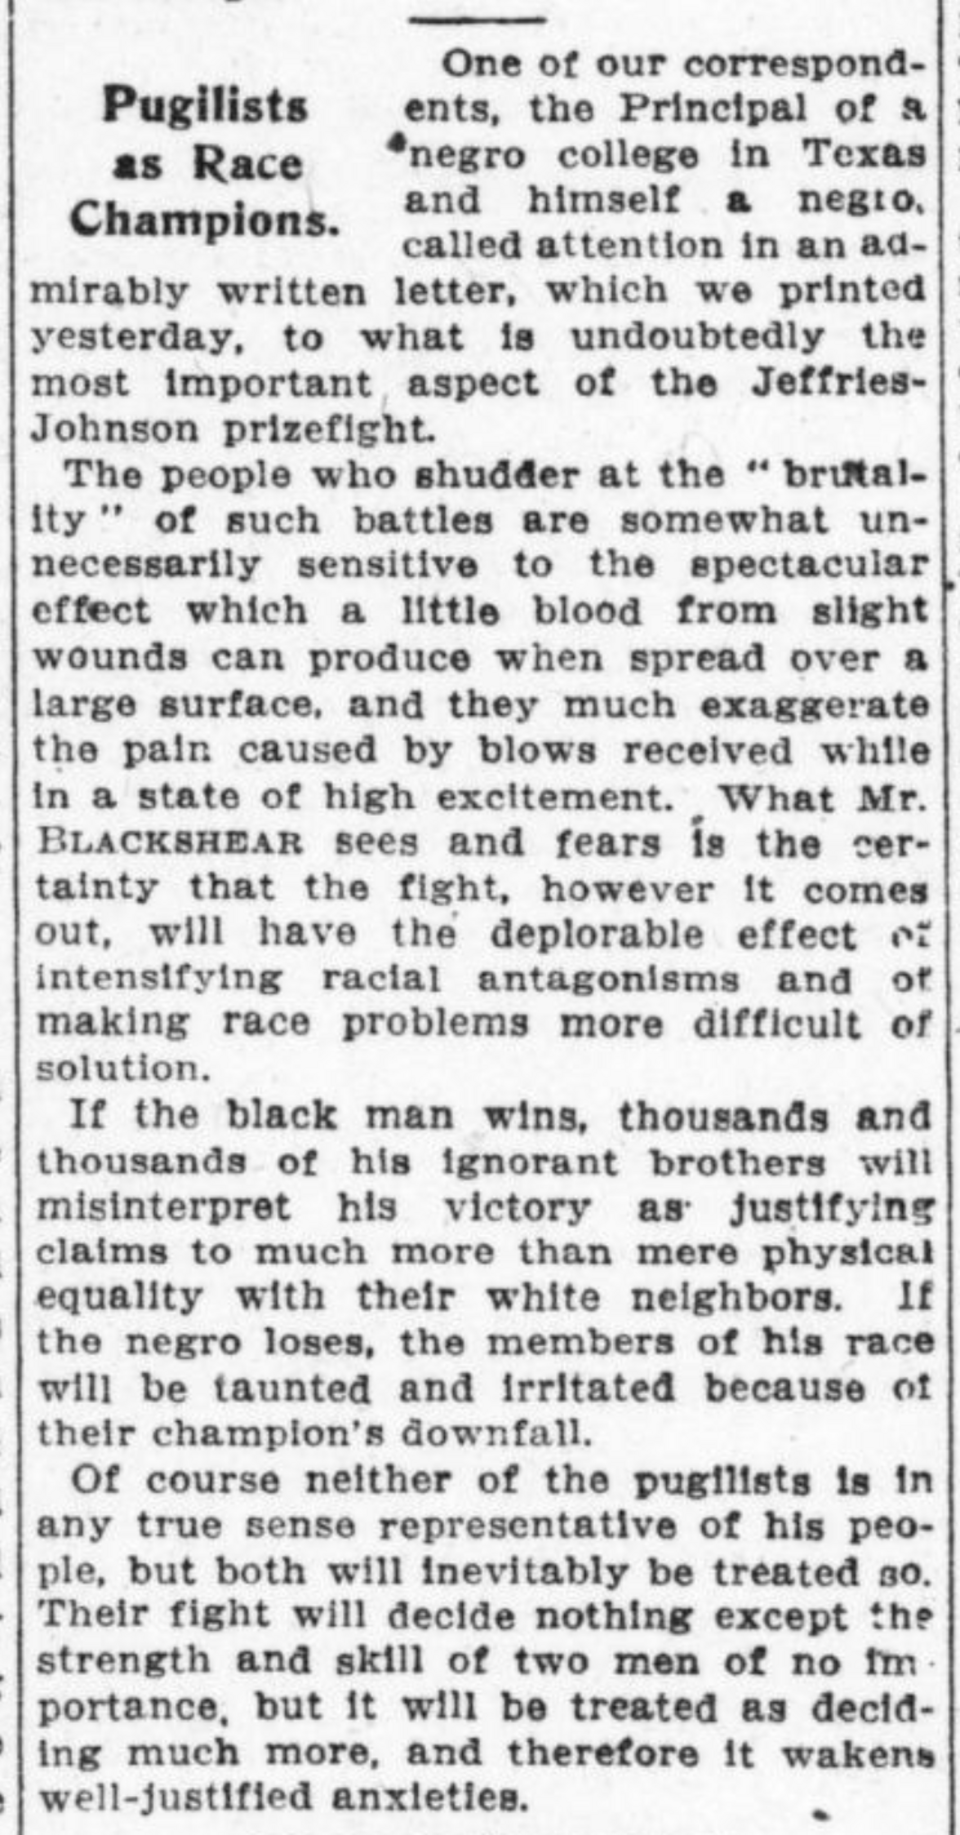 Pugilists
as Race
Champions.
One of our correspond-
ents, the Principal of a
negro college in Texas
and himself a negro,
called attention in an ad-
mirably written letter, which we printed
yesterday, to what is undoubtedly the
most important aspect of the Jeffries-
Johnson prizefight.
The people who shudder at the " brutal-
ity " of such battles are somewhat un-
necessarily sensitive to the spectacular
effect which a little blood from slight
wounds can produce when spread over a
large surface, and they much exaggerate
the pain caused by blows received while
in a state of high excitement. What Mr.
BLACKSHEAR sees and fears is the cer-
tainty that the fight, however it comes
out, will have the deplorable effect of
intensifying racial antagonisms and of
making race problems more difficult of
solution.
If the black man wins, thousands and
thousands of his ignorant brothers will
misinterpret his victory as justifying
claims to much more than mere physical
equality with their white neighbors. If
the negro loses, the members of his race
will be taunted and irritated because of
their champion's downfall.
Of course neither of the pugilists is in
any true sense representative of his peo-
ple, but both will inevitably be treated so.
Their fight will decide nothing except the
strength and skill of two men of no im-
portance, but it will be treated as decid-
ing much more, and therefore it wakens
well-justified anxieties.